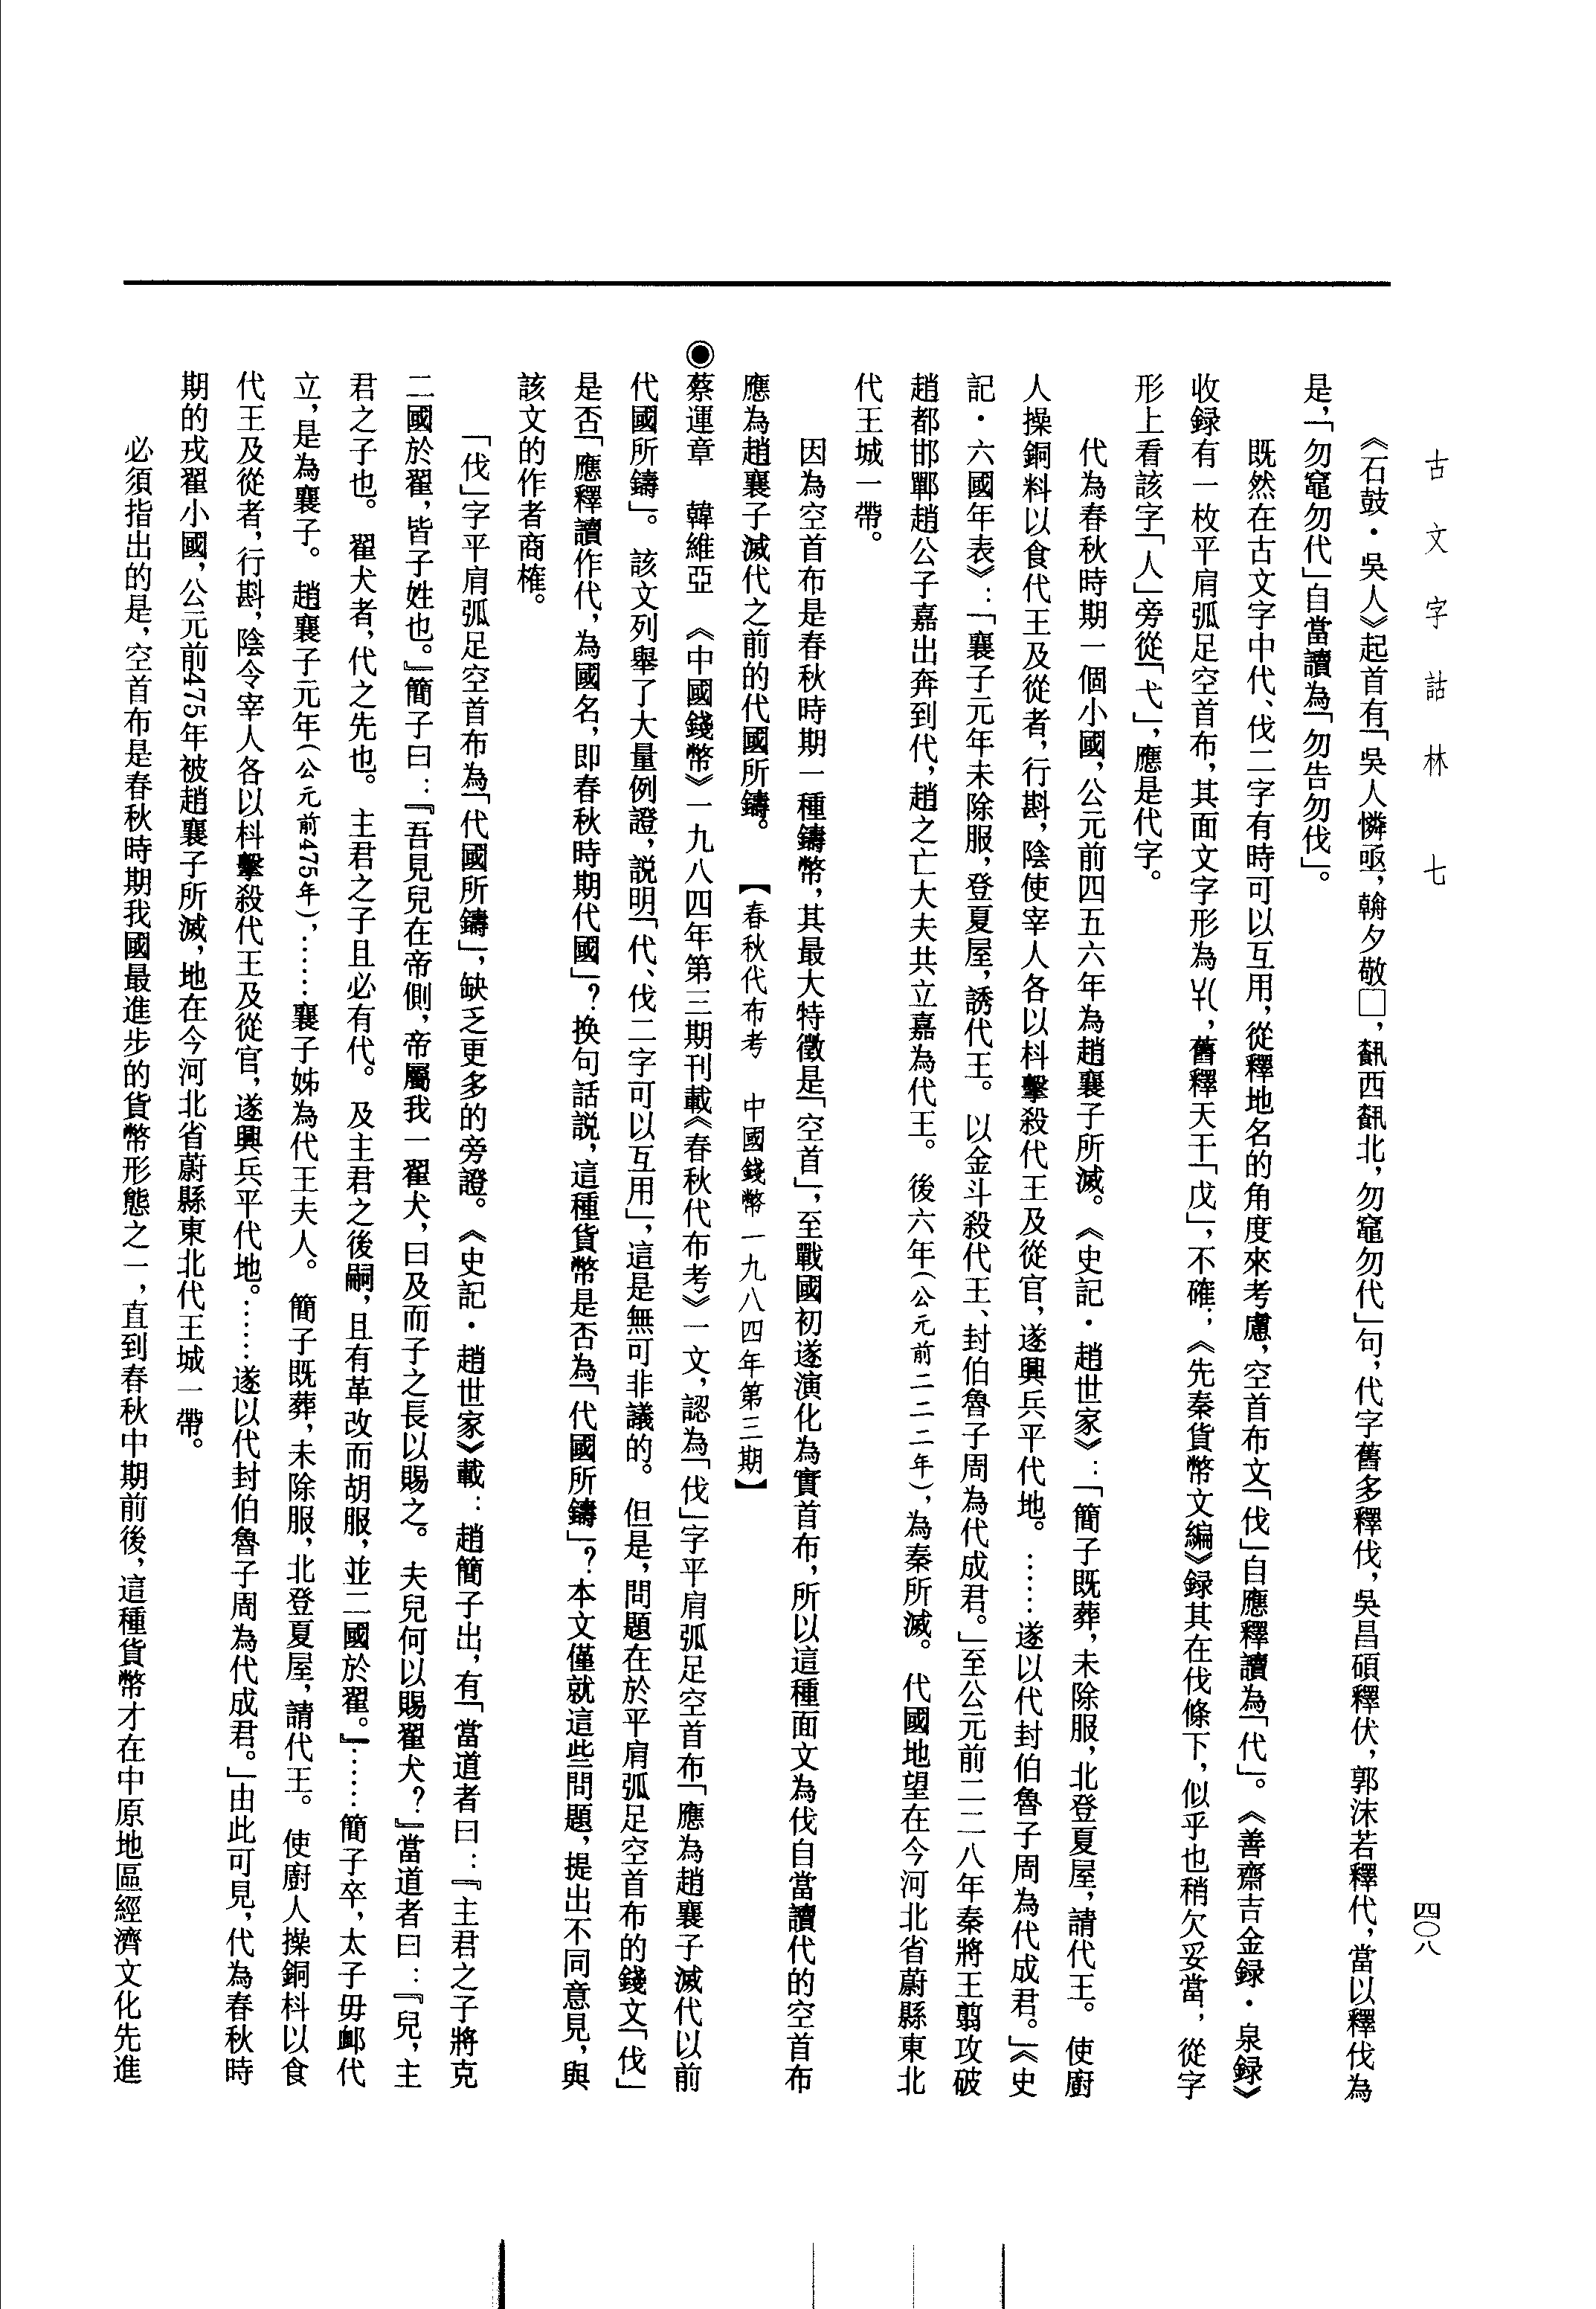 古文字詁林　七
四〇八
《石鼓·吳人》起首有「吳人憐亟，翰夕敬□，飜西飜北，勿竈勿代」句，代字舊多釋伐，吳昌碩釋伏，郭沫若釋代，當以釋伐為
是，「勿竈勿代」自當讀為「勿告勿伐」。
既然在古文字中代、伐二字有時可以互用，從釋地名的角度來考慮，空首布文「伐」自應釋讀為「代」。《善齋吉金録·泉録》
收録有一枚平肩弧足空首布，其面文字形為，舊釋天干「戊」，不確；《先秦貨幣文編》録其在伐條下，似乎也稍欠妥當，從字
形上看該字「人」旁從「弋」，應是代字。
代為春秋時期一個小國，公元前四五六年為趙襄子所滅。《史記·趙世家》：「簡子既葬，未除服，北登夏屋，請代王。使廚
人操銅料以食代王及從者，行斟，陰使宰人各以枓擊殺代王及從官，遂興兵平代地。……遂以代封伯魯子周為代成君。」《史
記·六國年表》：「襄子元年未除服，登夏屋，誘代王。以金斗殺代王、封伯魯子周為代成君。」至公元前二二八年秦將王翦攻破
趙都邯鄲趙公子嘉出奔到代，趙之亡大夫共立嘉為代王。後六年（公元前二二二年），為秦所滅。代國地望在今河北省蔚縣東北
代王城一帶。
因為空首布是春秋時期一種鑄幣，其最大特徵是「空首」，至戰國初遂演化為實首布，所以這種面文為伐自當讀代的空首布
應為趙襄子滅代之前的代國所鑄。　【春秋代布考　中國錢幣一九八四年第三期】
◉蔡運章　韓維亞　《中國錢幣》一九八四年第三期刊載《春秋代布考》一文，認為「伐」字平肩弧足空首布「應為趙襄子滅代以前
代國所鑄」。該文列舉了大量例證，説明「代、伐二字可以互用」，這是無可非議的。但是，問題在於平肩弧足空首布的錢文「伐」
是否「應釋讀作代，為國名，即春秋時期代國」？换句話説，這種貨幣是否為「代國所鑄」？本文僅就這些問題，提出不同意見，與
該文的作者商榷。
「伐」字平肩弧足空首布為「代國所鑄」，缺乏更多的旁證。《史記·趙世家》載：趙簡子出，有「當道者曰：『主君之子將克
二國於翟，皆子姓也。』簡子曰：『吾見兒在帝側，帝屬我一翟犬，曰及而子之長以賜之。夫兒何以賜翟犬？』當道者曰：『兒，主
君之子也。翟犬者，代之先也。主君之子且必有代。及主君之後嗣，且有革改而胡服，並二國於翟。』……簡子卒，太子毋卹代
立，是為襄子。趙襄子元年（公元前475年），……襄子姊為代王夫人。簡子既葬，未除服，北登夏屋，請代王。使廚人操銅枓以食
代王及從者，行斟，陰令宰人各以枓擊殺代王及從官，遂興兵平代地。……遂以代封伯魯子周為代成君。」由此可見，代為春秋時
期的戎翟小國，公元前475年被趙襄子所滅，地在今河北省蔚縣東北代王城一帶。
必須指出的是，空首布是春秋時期我國最進步的貨幣形態之一，直到春秋中期前後，這種貨幣才在中原地區經濟文化先進